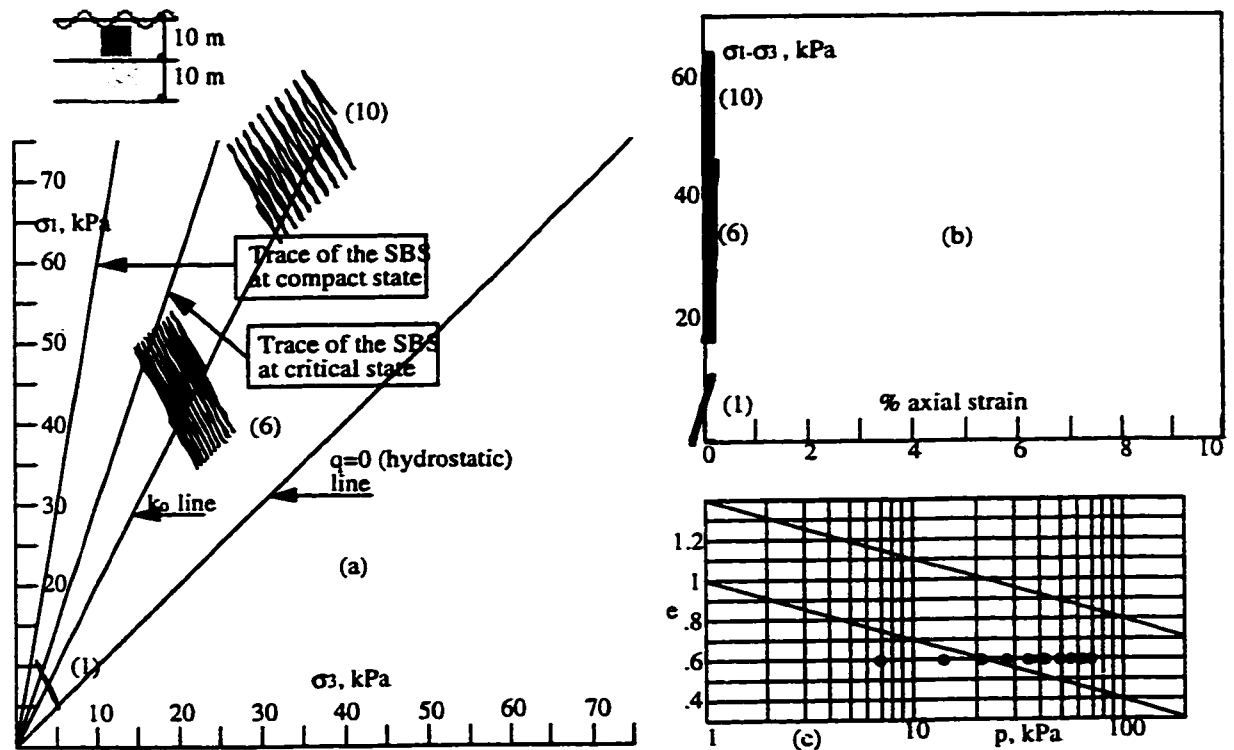 10 m
10 m
(10)
70
σ1, kPa
60
Trace of the SBS
at compact state
50
Trace of the SBS
at critical state
40
(6)
q=0 (hydrostatic)
line
30
ko line
(a)
20
(1)
σ3, kPa
10 20 30 40 50 60 70
σ1-σ3, kPa
60
(10)
40
(6)
(b)
20
(1)
% axial strain
0 2 4 6 8 10
1.2
1
e
.8
.6
.4
1 10 100
(c)
p, kPa